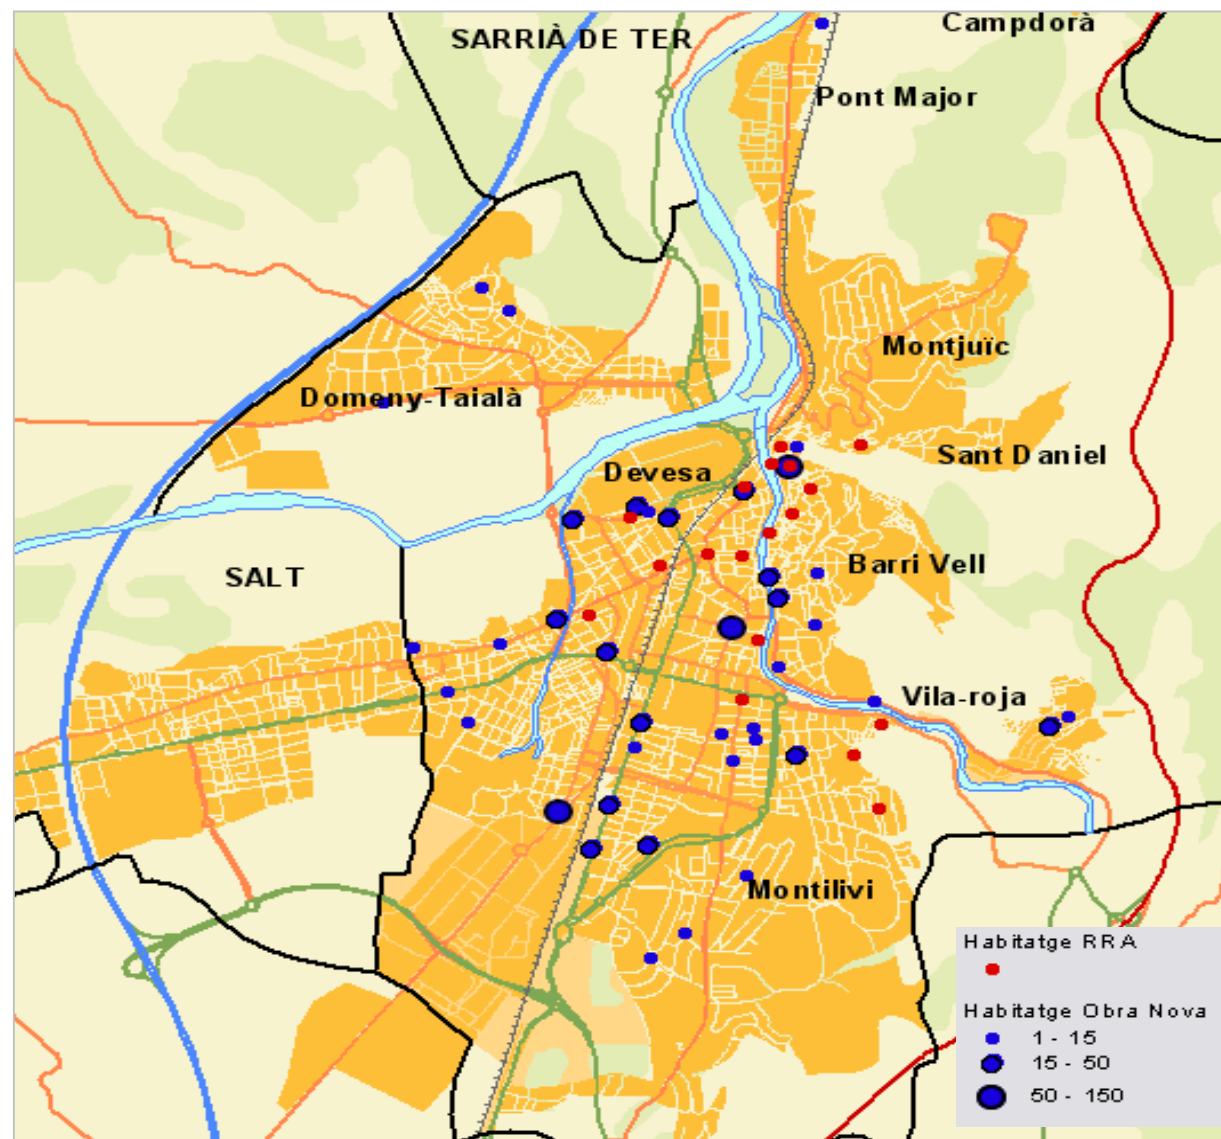 Campdorà
SARRIÀ DE TER
Pont Major
Montjuïc
Domeny-Taialà
Sant Daniel
Devesa
Barri Vell
SALT
Vila-roja
Montilivi
Habitatge RRA
Habitatge Obra Nova
1 - 15
15 - 50
50 - 150